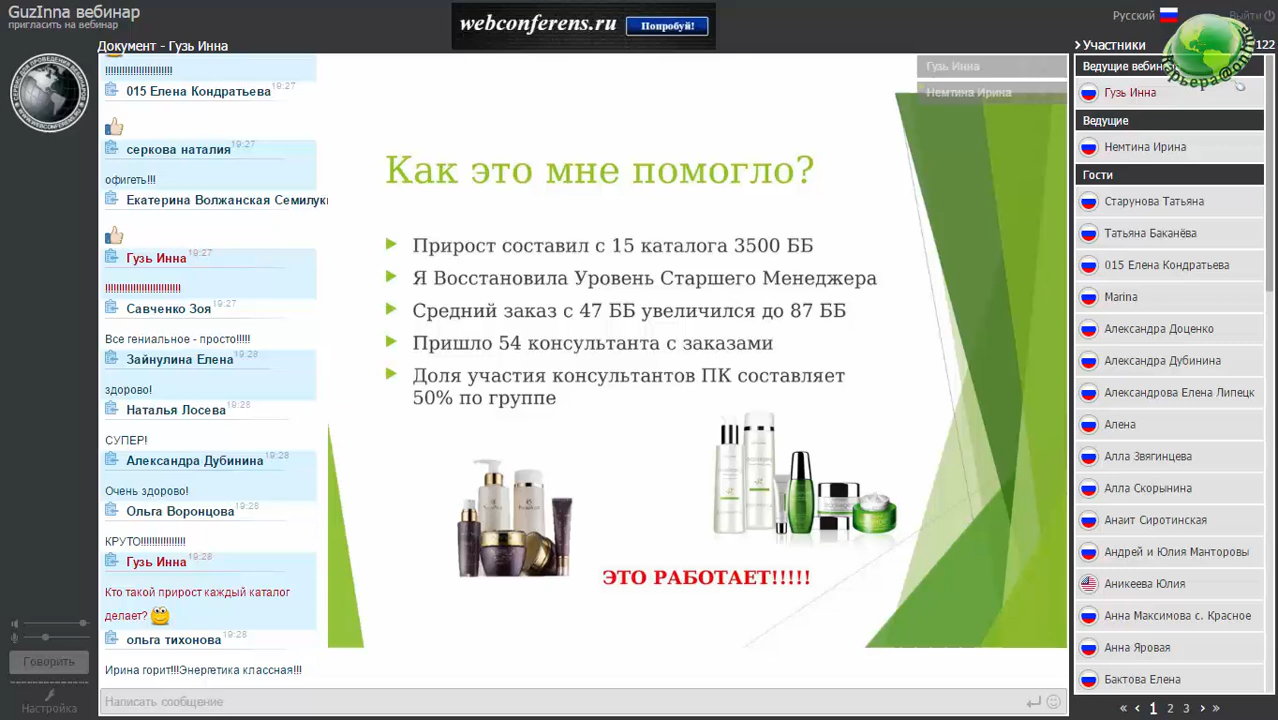 GuzInna вебинар
пригласить на вебинар
webconferens.ru Попробуй!
Русский
Выйти
Документ - Гузь Инна
Участники
122
!!!!!!!!!!!!!!!!!!!!!!
015 Елена Кондратьева 19:27
серкова наталия 19:27
офигеть!!!
Екатерина Волжанская Семилуки
Гузь Инна 19:27
!!!!!!!!!!!!!!!!!!!!!!!!!
Савченко Зоя 19:27
Все гениальное - просто!!!!!
Зайнулина Елена 19:28
здорово!
Наталья Лосева 19:28
СУПЕР!
Александра Дубинина 19:28
Очень здорово!
Ольга Воронцова 19:28
КРУТО!!!!!!!!!!!!!!!
Гузь Инна 19:28
Кто такой прирост каждый каталог
делает?
ольга тихонова 19:28
Ирина горит!!!Энергетика классная!!!
Говорить
Настройка
Написать сообщение
Гузь Инна
Немтина Ирина
Как это мне помогло?
Прирост составил с 15 каталога 3500 ББ
Я Восстановила Уровень Старшего Менеджера
Средний заказ с 47 ББ увеличился до 87 ББ
Пришло 54 консультанта с заказами
Доля участия консультантов ПК составляет
50% по группе
ЭТО РАБОТАЕТ!!!!!
Гузь Инна
Ведущие
Немтина Ирина
Гости
Старунова Татьяна
Татьяна Баканёва
015 Елена Кондратьева
Marina
Александра Доценко
Александра Дубинина
Александрова Елена Липецк
Алена
Алла Звягинцева
Алла Скорынина
Анаит Сиротинская
Андрей и Юлия Манторовы
Аникеева Юлия
Анна Максимова с. Красное
Анна Яровая
Бактова Елена
« ‹ 1 2 3 › »